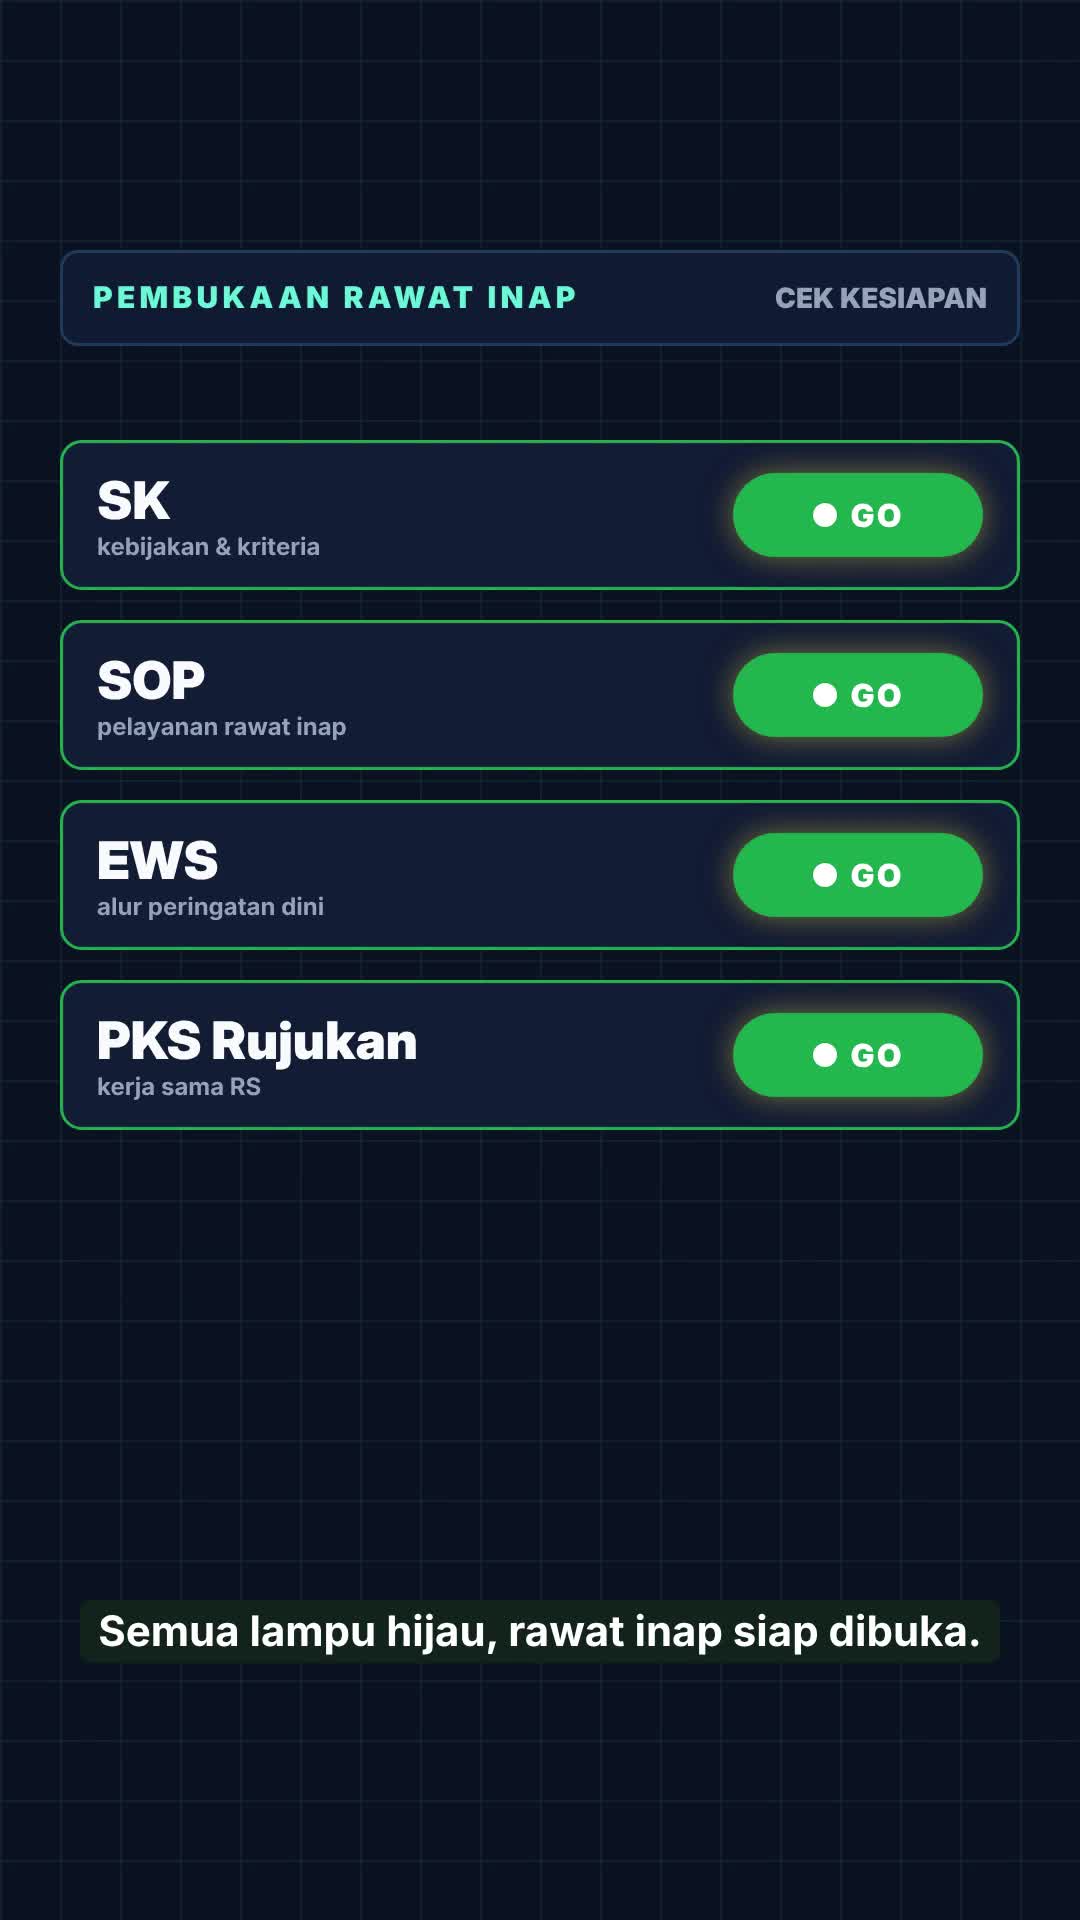 PEMBUKAAN RAWAT INAP
CEK KESIAPAN
SK
kebijakan & kriteria
GO
SOP
pelayanan rawat inap
GO
EWS
alur peringatan dini
GO
PKS Rujukan
kerja sama RS
GO
Semua lampu hijau, rawat inap siap dibuka.